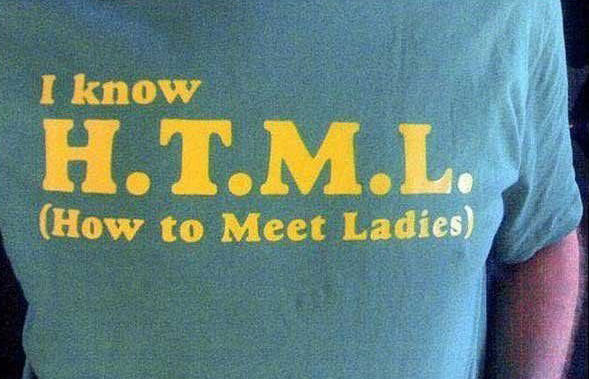 I know
H.T.M.L.
(How to Meet Ladies)